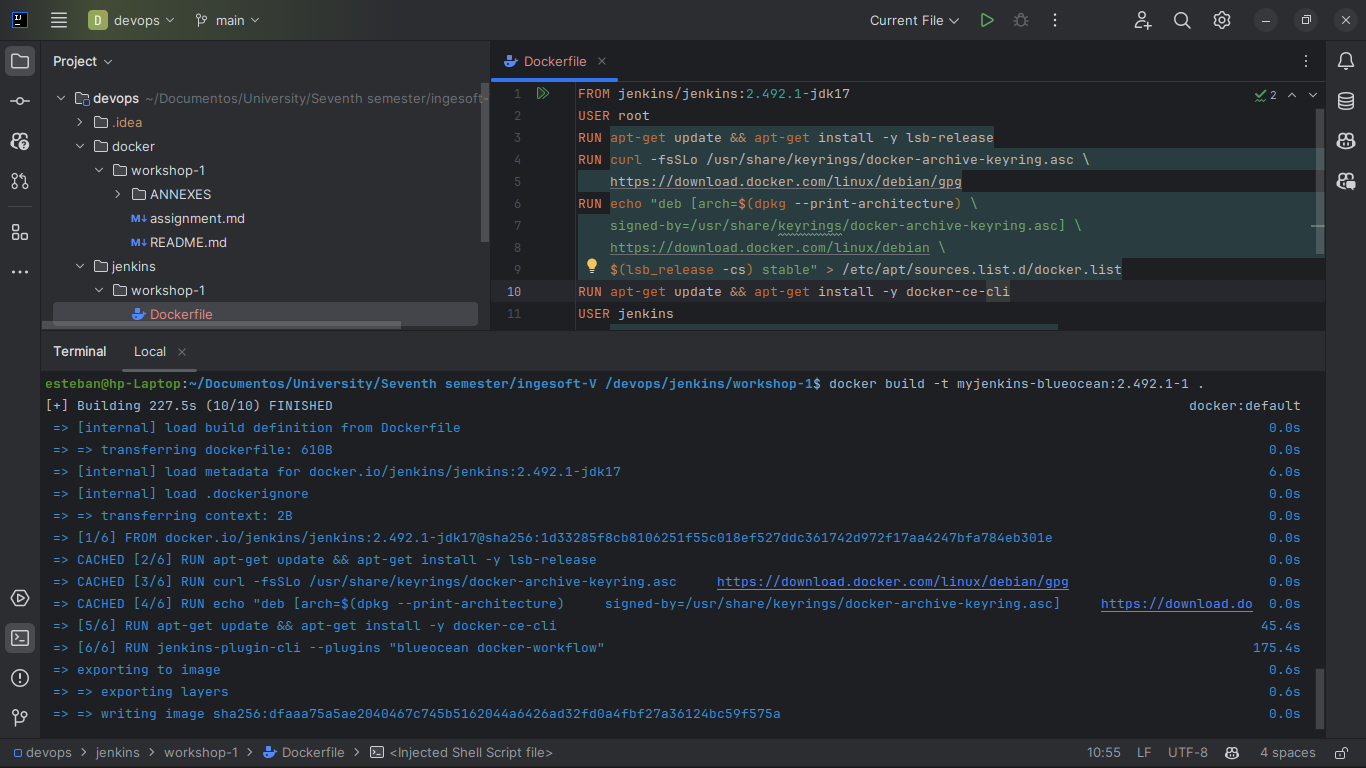 D devops main Current File
Project
Dockerfile
devops ~/Documentos/University/Seventh semester/ingesoft-
.idea
docker
workshop-1
ANNEXES
M↓ assignment.md
M↓ README.md
jenkins
workshop-1
Dockerfile
2
1 FROM jenkins/jenkins:2.492.1-jdk17
2 USER root
3 RUN apt-get update && apt-get install -y lsb-release
4 RUN curl -fsSLo /usr/share/keyrings/docker-archive-keyring.asc \
5 https://download.docker.com/linux/debian/gpg
6 RUN echo "deb [arch=$(dpkg --print-architecture) \
7 signed-by=/usr/share/keyrings/docker-archive-keyring.asc] \
8 https://download.docker.com/linux/debian \
9 $(lsb_release -cs) stable" > /etc/apt/sources.list.d/docker.list
10 RUN apt-get update && apt-get install -y docker-ce-cli
11 USER jenkins
Terminal Local
esteban@hp-Laptop:~/Documentos/University/Seventh semester/ingesoft-V /devops/jenkins/workshop-1$ docker build -t myjenkins-blueocean:2.492.1-1 .
[+] Building 227.5s (10/10) FINISHED docker:default
=> [internal] load build definition from Dockerfile 0.0s
=> => transferring dockerfile: 610B 0.0s
=> [internal] load metadata for docker.io/jenkins/jenkins:2.492.1-jdk17 6.0s
=> [internal] load .dockerignore 0.0s
=> => transferring context: 2B 0.0s
=> [1/6] FROM docker.io/jenkins/jenkins:2.492.1-jdk17@sha256:1d33285f8cb8106251f55c018ef527ddc361742d972f17aa4247bfa784eb301e 0.0s
=> CACHED [2/6] RUN apt-get update && apt-get install -y lsb-release 0.0s
=> CACHED [3/6] RUN curl -fsSLo /usr/share/keyrings/docker-archive-keyring.asc https://download.docker.com/linux/debian/gpg 0.0s
=> CACHED [4/6] RUN echo "deb [arch=$(dpkg --print-architecture) signed-by=/usr/share/keyrings/docker-archive-keyring.asc] https://download.do 0.0s
=> [5/6] RUN apt-get update && apt-get install -y docker-ce-cli 45.4s
=> [6/6] RUN jenkins-plugin-cli --plugins "blueocean docker-workflow" 175.4s
=> exporting to image 0.6s
=> => exporting layers 0.6s
=> => writing image sha256:dfaaa75a5ae2040467c745b5162044a6426ad32fd0a4fbf27a36124bc59f575a 0.0s
devops > jenkins > workshop-1 > Dockerfile > <Injected Shell Script file> 10:55 LF UTF-8 4 spaces